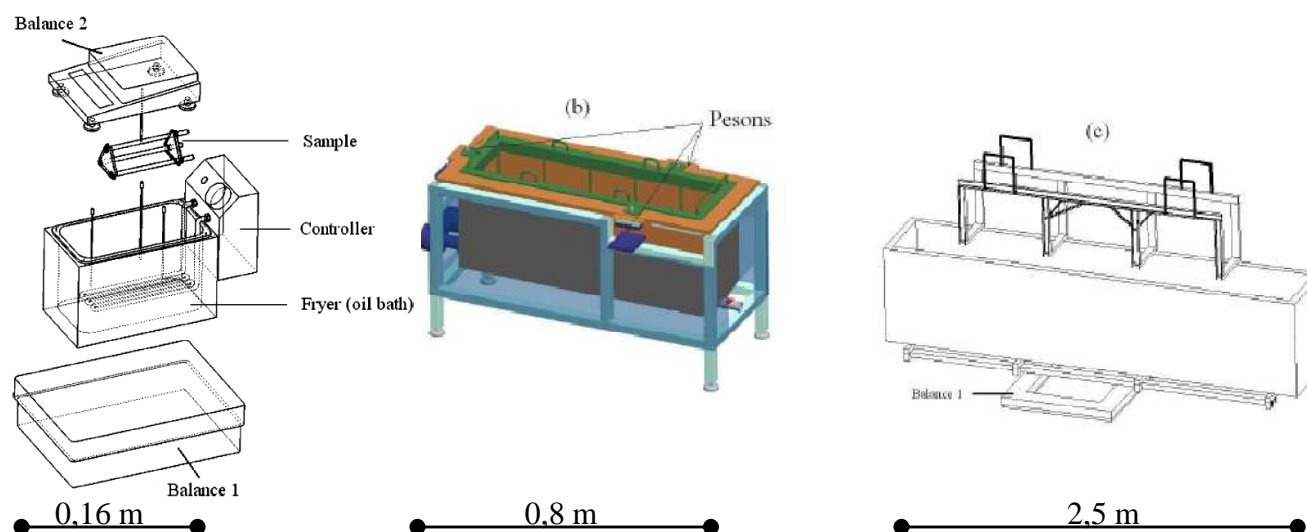 Balance 2
Sample
Controller
Fryer (oil bath)
Balance 1
0,16 m
(b)
Pesons
0,8 m
(c)
Balance 1
2,5 m